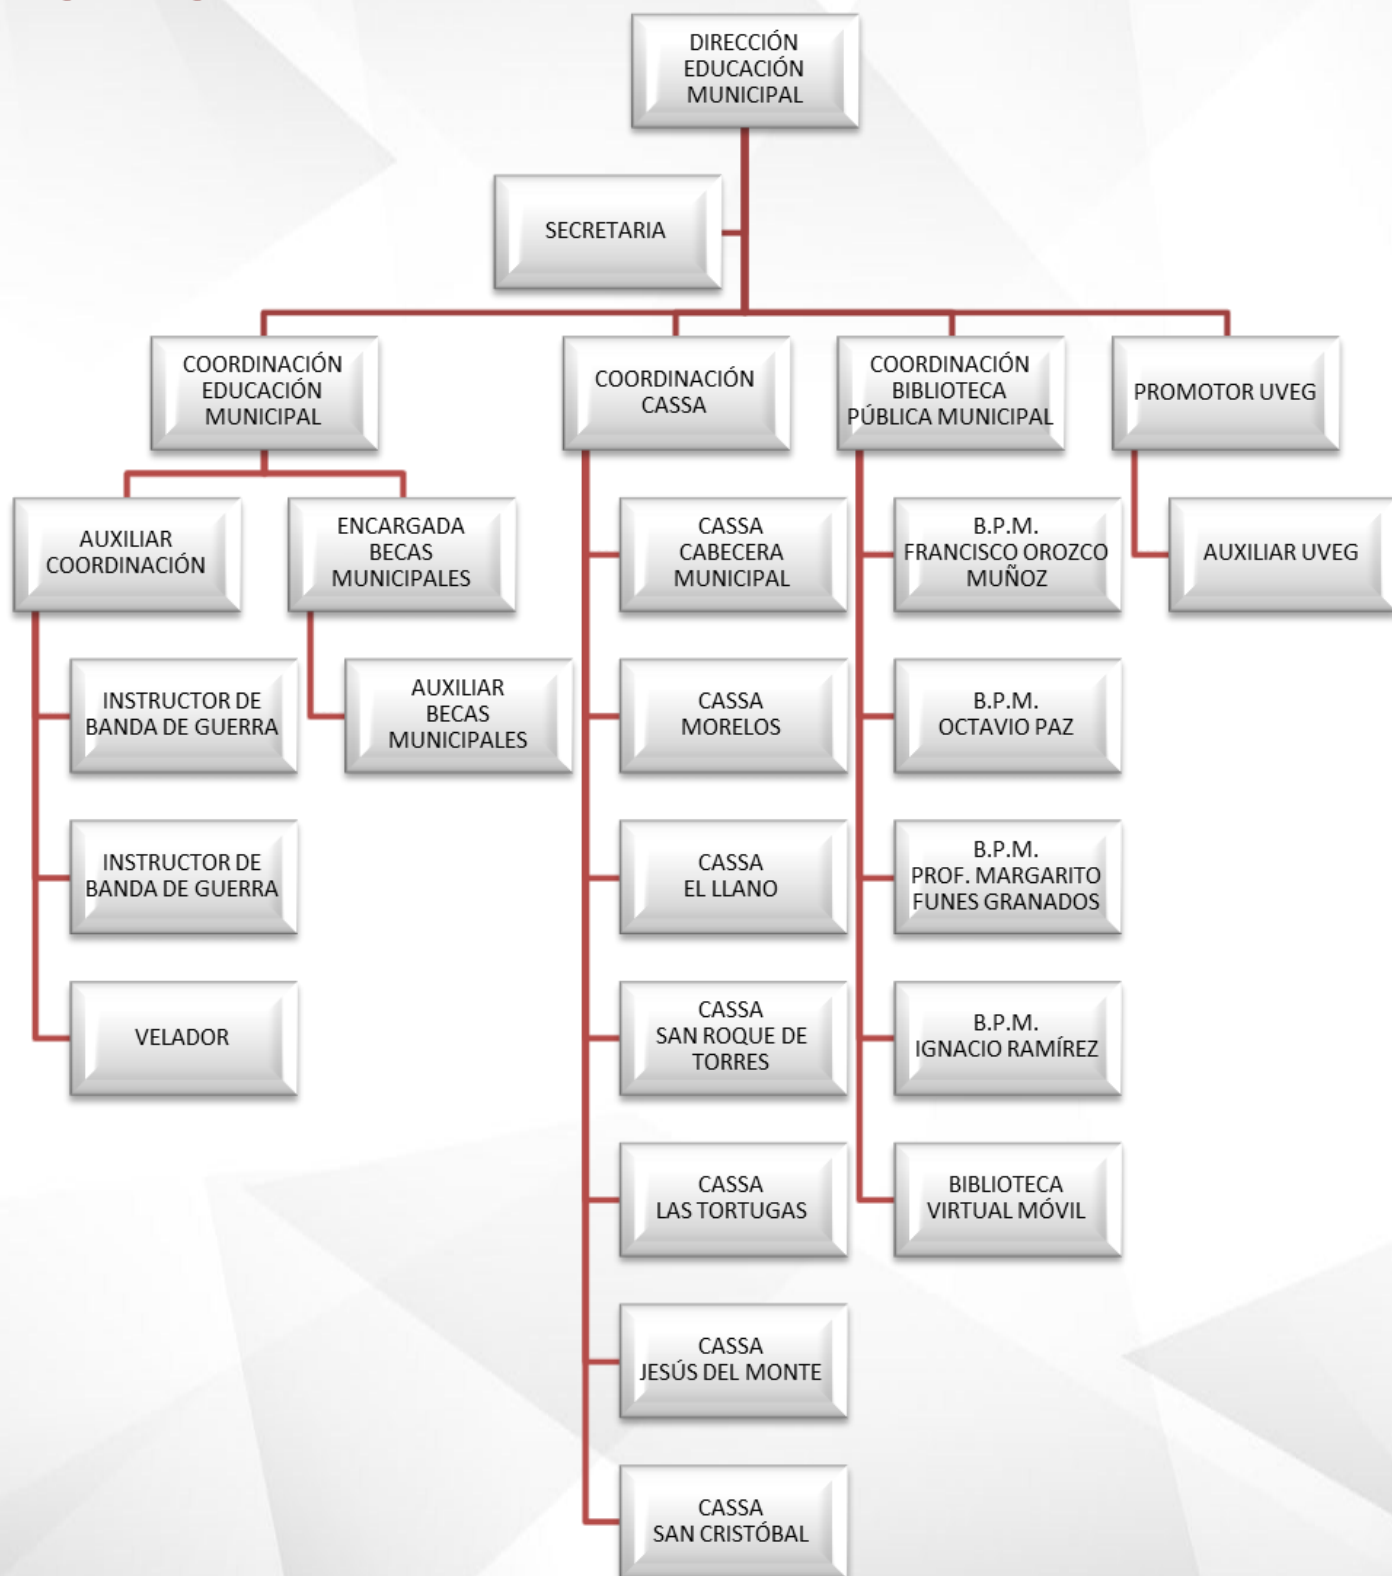 DIRECCIÓN
EDUCACIÓN
MUNICIPAL
SECRETARIA
COORDINACIÓN
EDUCACIÓN
MUNICIPAL
COORDINACIÓN
CASSA
COORDINACIÓN
BIBLIOTECA
PÚBLICA MUNICIPAL
PROMOTOR UVEG
AUXILIAR
COORDINACIÓN
ENCARGADA
BECAS
MUNICIPALES
CASSA
CABECERA
MUNICIPAL
B.P.M.
FRANCISCO OROZCO
MUÑOZ
AUXILIAR UVEG
INSTRUCTOR DE
BANDA DE GUERRA
AUXILIAR
BECAS
MUNICIPALES
CASSA
MORELOS
B.P.M.
OCTAVIO PAZ
INSTRUCTOR DE
BANDA DE GUERRA
CASSA
EL LLANO
B.P.M.
PROF. MARGARITO
FUNES GRANADOS
VELADOR
CASSA
SAN ROQUE DE
TORRES
B.P.M.
IGNACIO RAMÍREZ
CASSA
LAS TORTUGAS
BIBLIOTECA
VIRTUAL MÓVIL
CASSA
JESÚS DEL MONTE
CASSA
SAN CRISTÓBAL